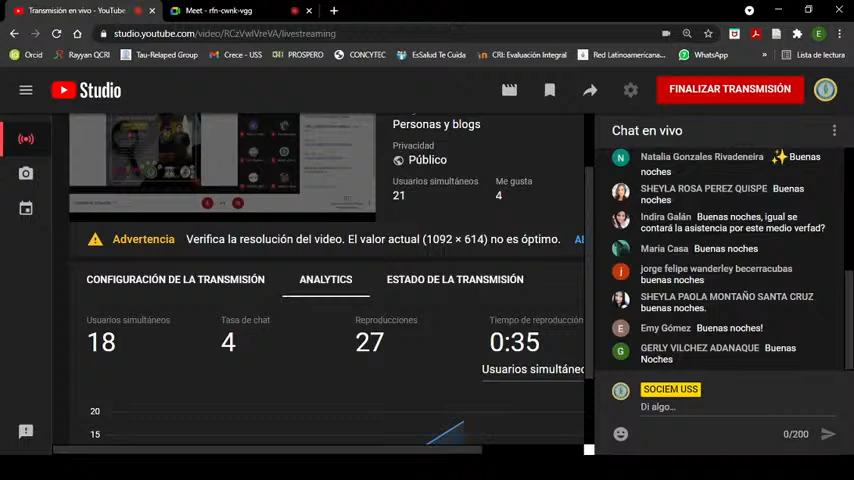 Transmisión en vivo - YouTube
Meet - rfn-cwnk-vgg
studio.youtube.com/video/RCzVwIVreVA/livestreaming
Orcid
Rayyan QCRI
Tau-Relaped Group
Crece - USS
PROSPERO
CONCYTEC
EsSalud Te Cuida
CRI: Evaluación Integral
Red Latinoamericana...
WhatsApp
Lista de lectura
Studio
FINALIZAR TRANSMISIÓN
Personas y blogs
Privacidad
Público
Usuarios simultáneos
Me gusta
21
4
Advertencia
Verifica la resolución del video. El valor actual (1092 × 614) no es óptimo.
CONFIGURACIÓN DE LA TRANSMISIÓN
ANALYTICS
ESTADO DE LA TRANSMISIÓN
Usuarios simultáneos
Tasa de chat
Reproducciones
Tiempo de reproducción
18
4
27
0:35
Usuarios simultáneo
20
15
Chat en vivo
N
Natalia Gonzales Rivadeneira ✨Buenas
noches
SHEYLA ROSA PEREZ QUISPE Buenas
noches
Indira Galán Buenas noches, igual se
contará la asistencia por este medio verfad?
Maria Casa Buenas noches
j
jorge felipe wanderley becerracubas
buenas noches
SHEYLA PAOLA MONTAÑO SANTA CRUZ
buenas noches.
E
Emy Gómez Buenas noches!
G
GERLY VILCHEZ ADANAQUE Buenas
Noches
SOCIEM USS
Di algo...
0/200